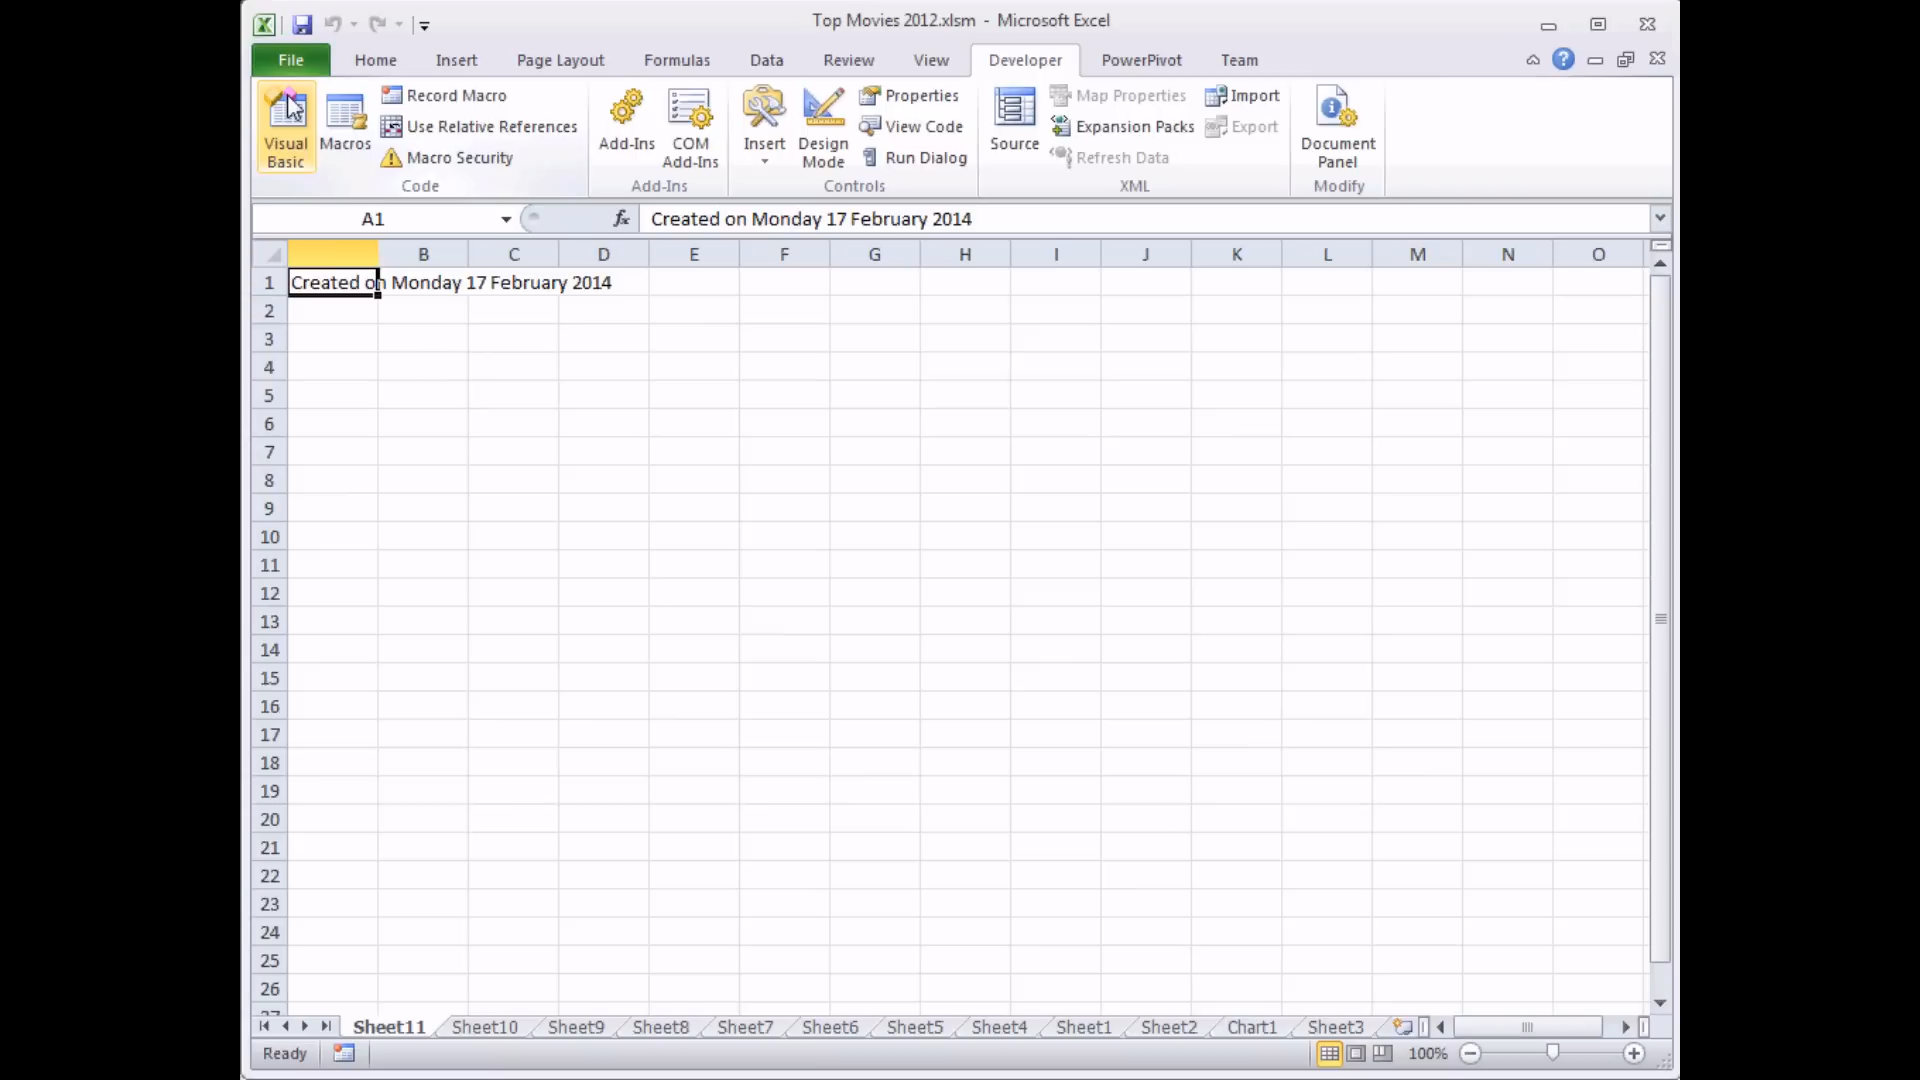 Top Movies 2012.xlsm - Microsoft Excel
File Home Insert Page Layout Formulas Data Review View Developer PowerPivot Team
Visual Basic
Macros
Record Macro
Use Relative References
Macro Security
Code
Add-Ins
COM Add-Ins
Add-Ins
Insert
Design Mode
Properties
View Code
Run Dialog
Controls
Source
Map Properties
Expansion Packs
Refresh Data
Import
Export
XML
Document Panel
Modify
A1 fx Created on Monday 17 February 2014
B C D E F G H I J K L M N O
1 Created on Monday 17 February 2014
2
3
4
5
6
7
8
9
10
11
12
13
14
15
16
17
18
19
20
21
22
23
24
25
26
27
Sheet11 Sheet10 Sheet9 Sheet8 Sheet7 Sheet6 Sheet5 Sheet4 Sheet1 Sheet2 Chart1 Sheet3
Ready 100%